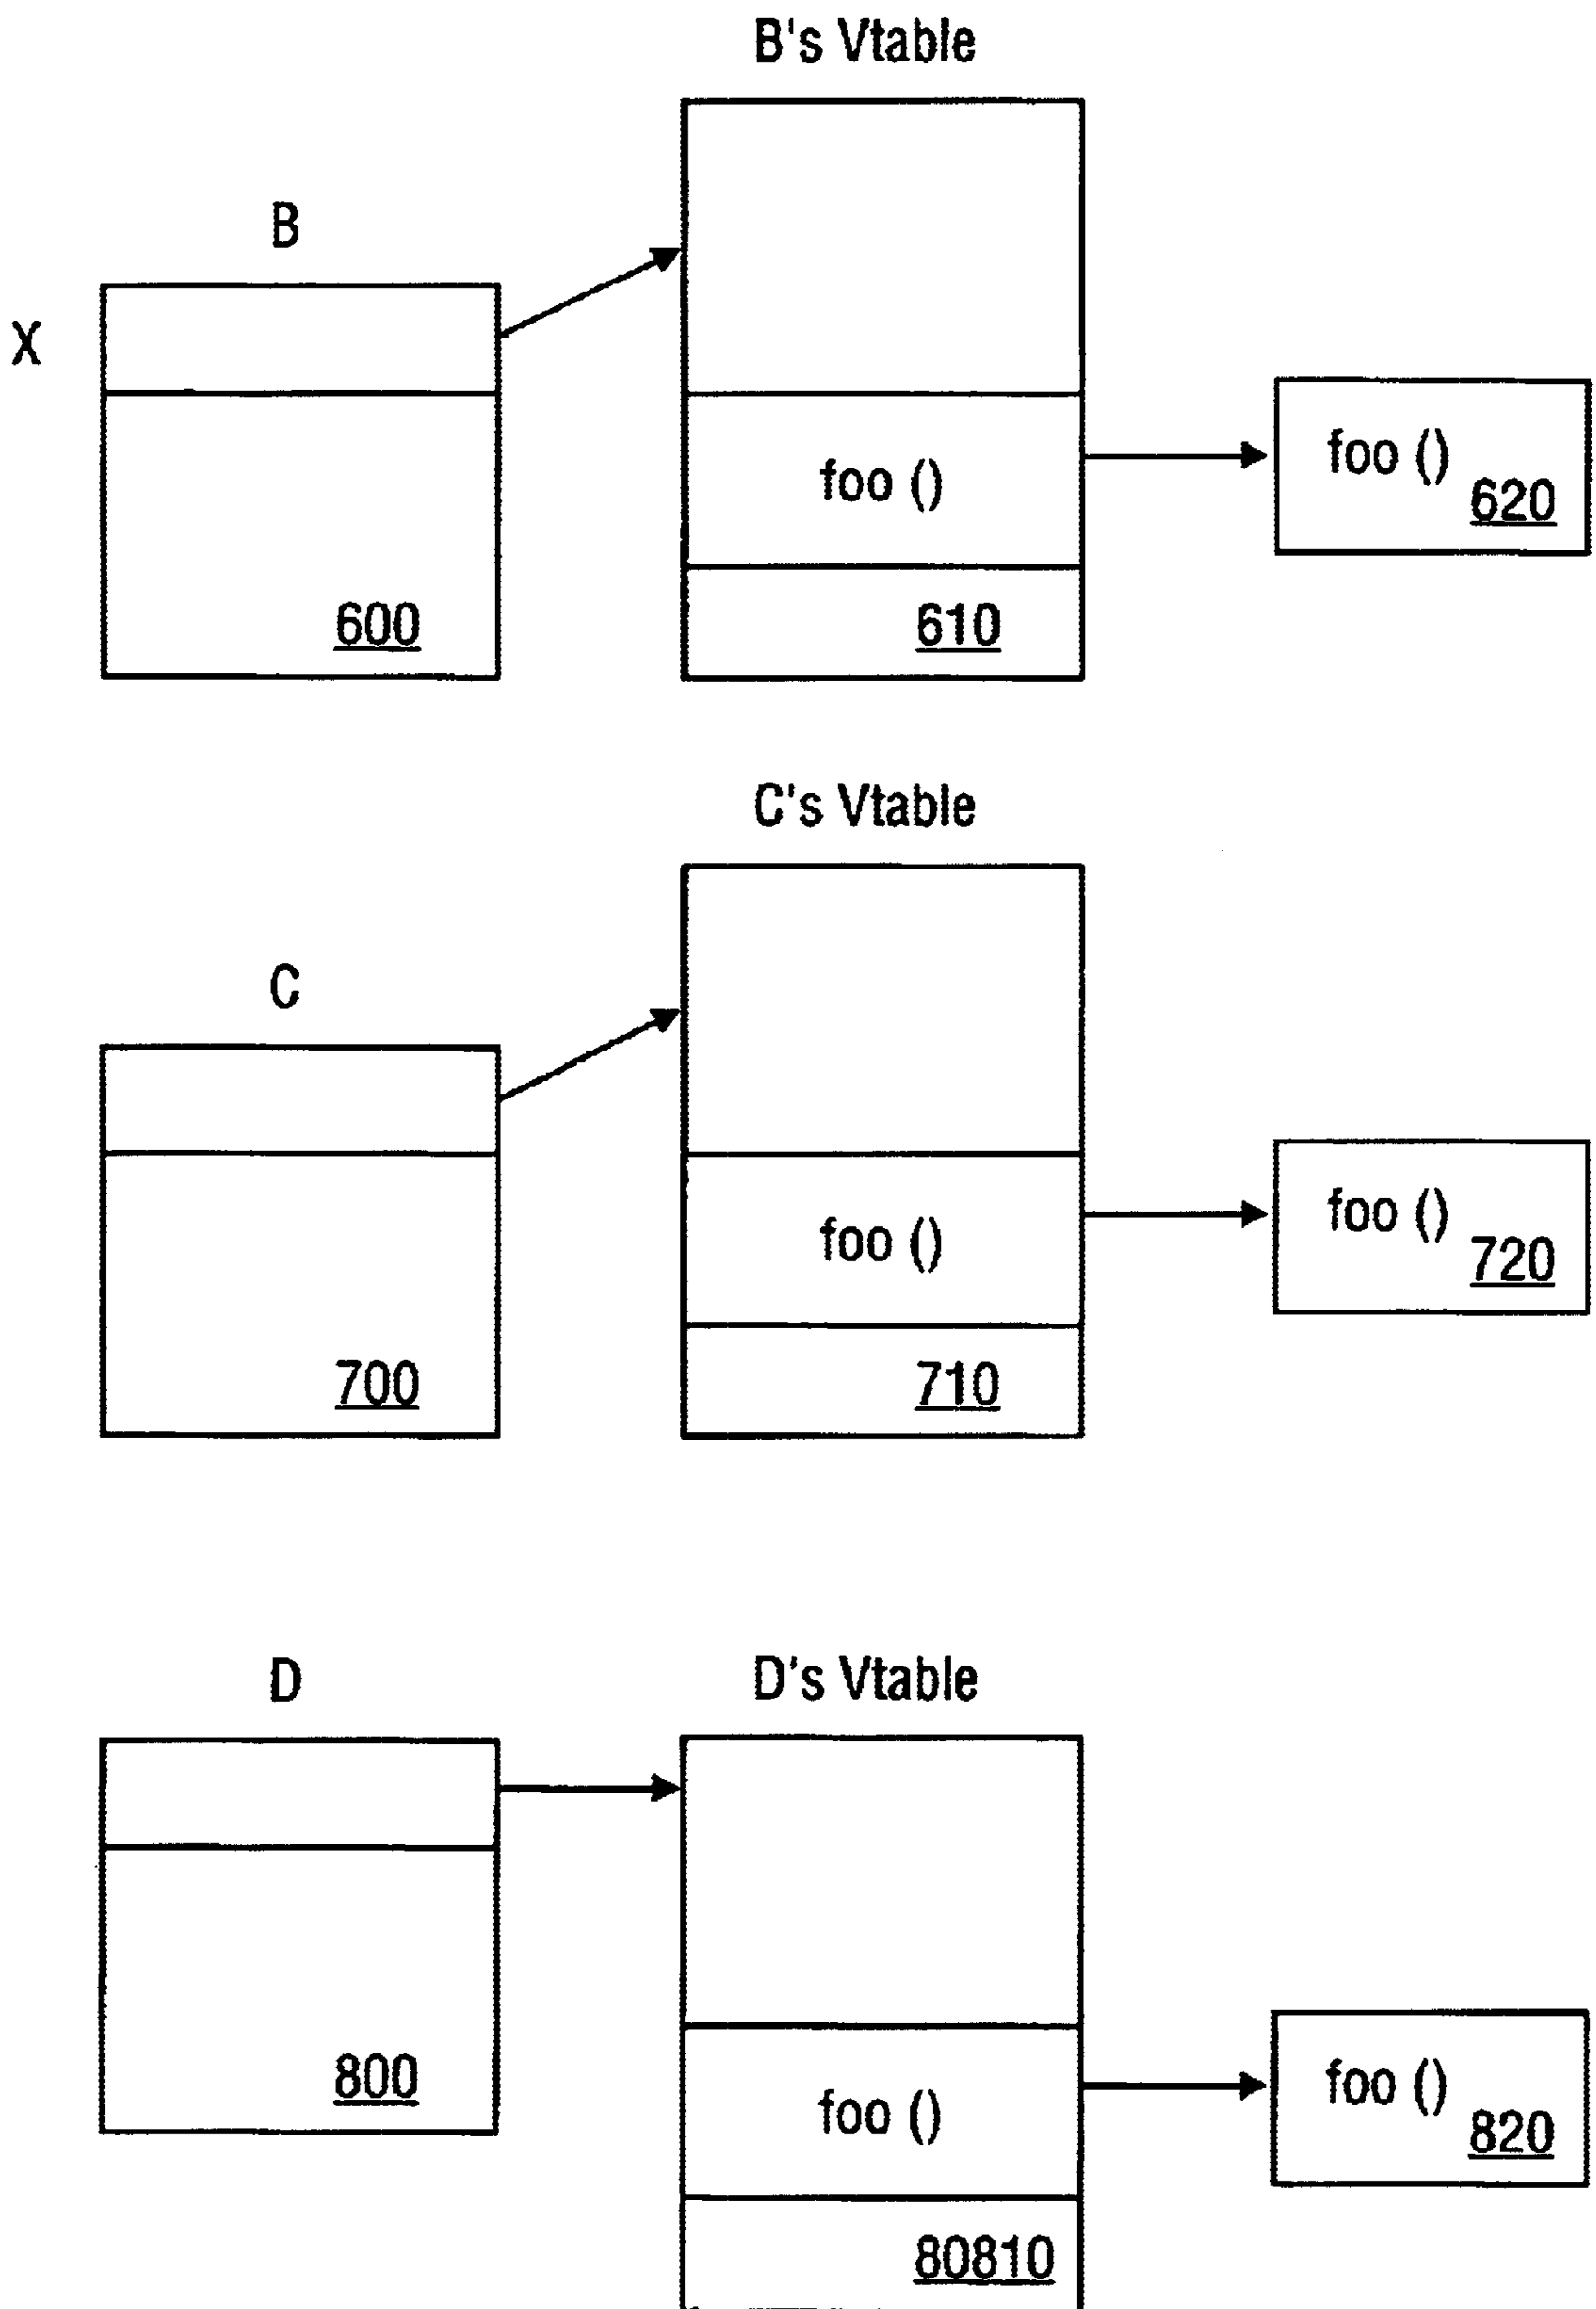 B's Vtable
B
X
foo ()
foo ()
620
600
610
C's Vtable
C
foo ()
foo ()
720
700
710
D
D's Vtable
800
foo ()
foo ()
820
80810